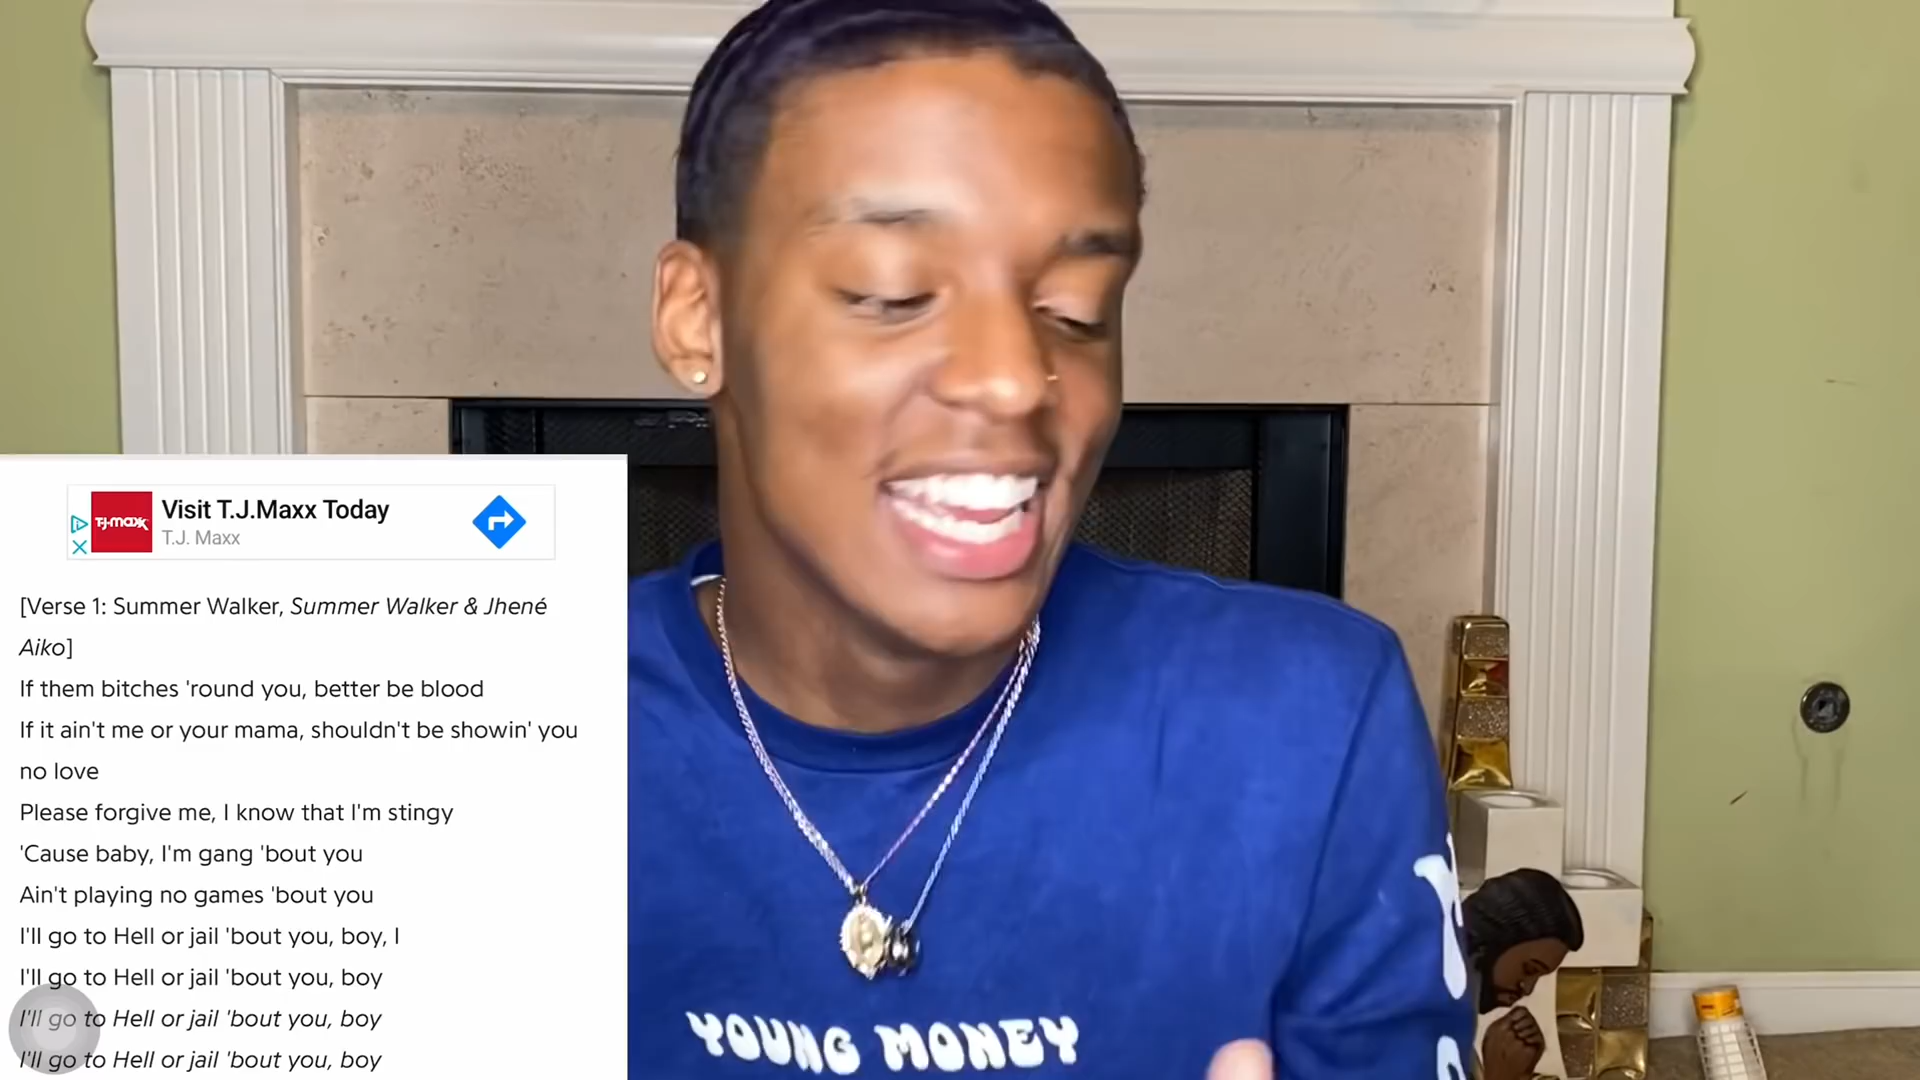 T.J.maxx
Visit T.J.Maxx Today
T.J. Maxx
[Verse 1: Summer Walker, Summer Walker & Jhené
Aiko]
If them bitches 'round you, better be blood
If it ain't me or your mama, shouldn't be showin' you
no love
Please forgive me, I know that I'm stingy
'Cause baby, I'm gang 'bout you
Ain't playing no games 'bout you
I'll go to Hell or jail 'bout you, boy, I
I'll go to Hell or jail 'bout you, boy
I'll go to Hell or jail 'bout you, boy
I'll go to Hell or jail 'bout you, boy
YOUNG MONEY